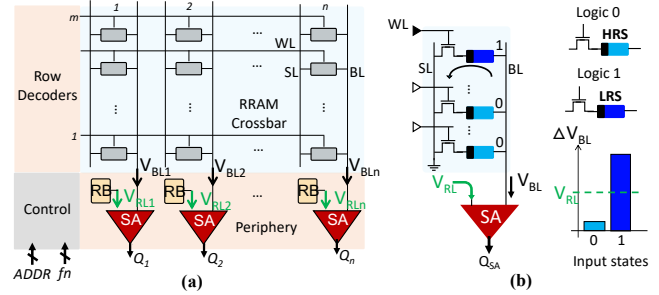 1
2
n
m
WL
SL
BL
Row
Decoders
...
RRAM
Crossbar
1
...
V_BL1
V_BL2
V_BLn
RB
RB
...
RB
V_RL1
V_RL2
V_RLn
Control
SA
SA
SA
Periphery
ADDR
fn
Q_1
Q_2
Q_n
(a)
WL
1
SL
BL
...
0
...
0
V_RL
V_BL
SA
Q_SA
(b)
Logic 0
HRS
Logic 1
LRS
ΔV_BL
V_RL
0
1
Input states